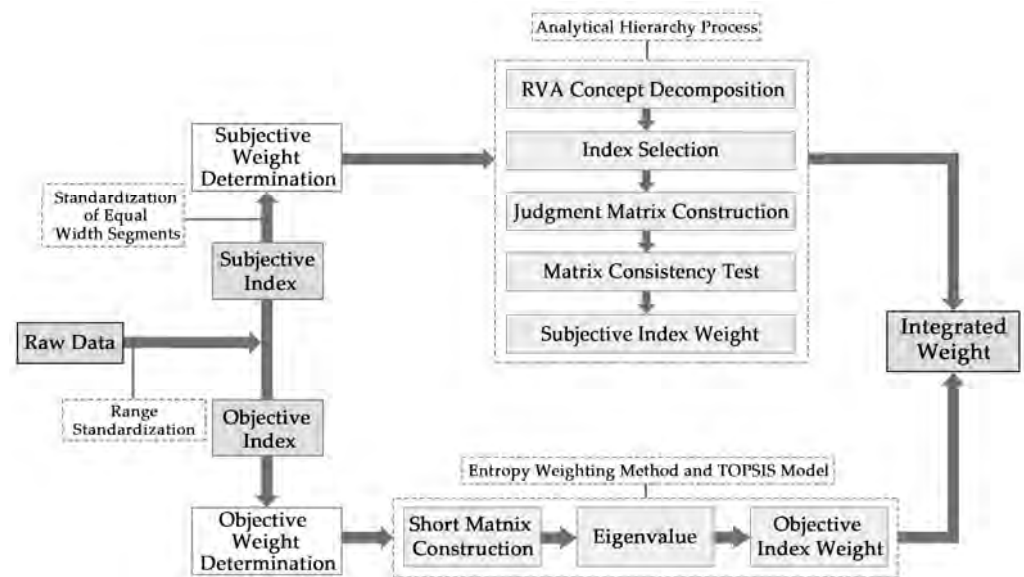 Analytical Hierarchy Process
RVA Concept Decomposition
Index Selection
Judgment Matrix Construction
Matrix Consistency Test
Subjective Index Weight
Subjective
Weight
Determination
Standardization
of Equal
Width Segments
Subjective
Index
Raw Data
Range
Standardization
Objective
Index
Objective
Weight
Determination
Entropy Weighting Method and TOPSIS Model
Short Matnix
Construction
Eigenvalue
Objective
Index Weight
Integrated
Weight